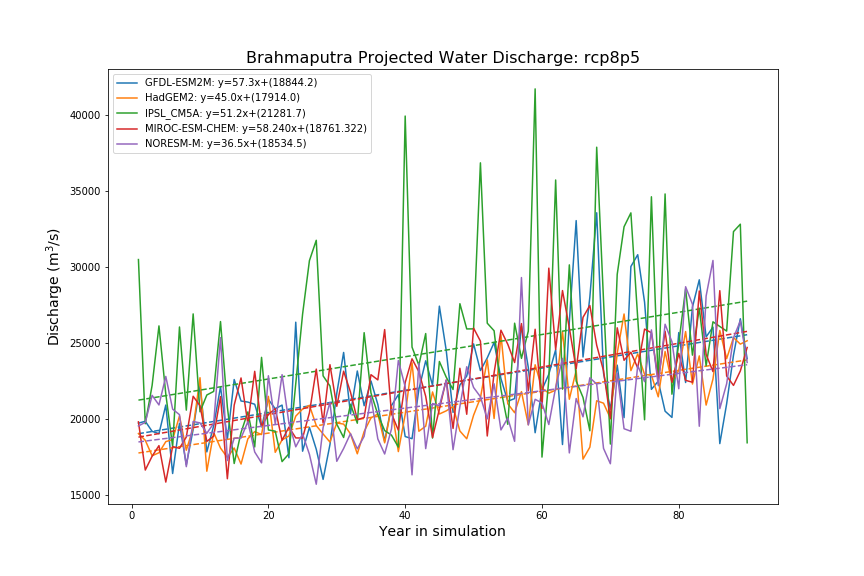 Brahmaputra Projected Water Discharge: rcp8p5
GFDL-ESM2M: y=57.3x+(18844.2)
HadGEM2: y=45.0x+(17914.0)
IPSL_CM5A: y=51.2x+(21281.7)
MIROC-ESM-CHEM: y=58.240x+(18761.322)
NORESM-M: y=36.5x+(18534.5)
Discharge (m³/s)
40000
35000
30000
25000
20000
15000
0 20 40 60 80
Year in simulation